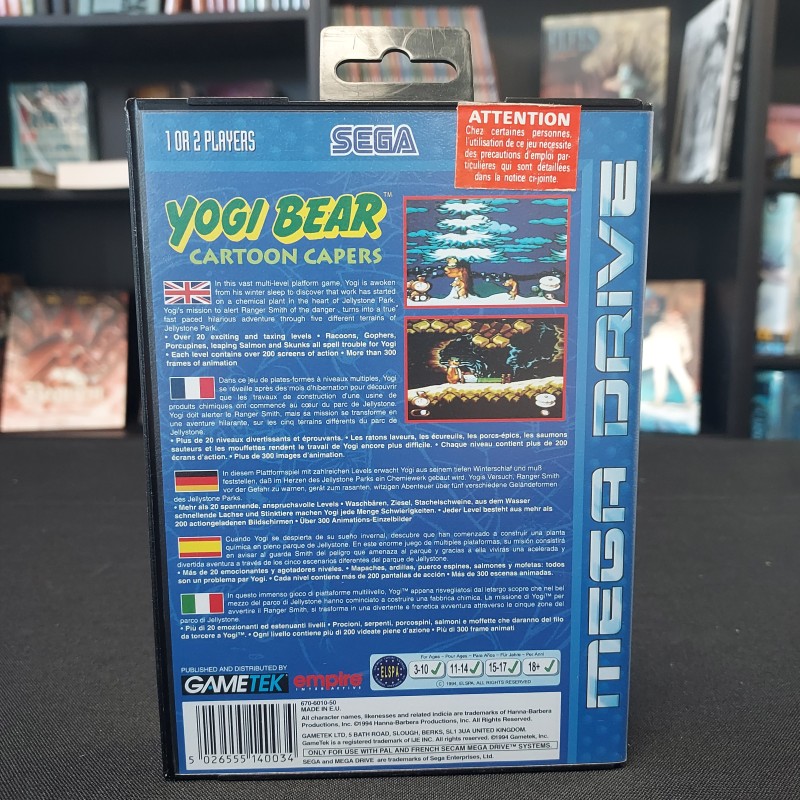 1 OR 2 PLAYERS
SEGA
ATTENTION
Chez certaines personnes,
l'utilisation de ce jeu necessite
des precautions d'emploi par-
ticulières qui sont detaillées
dans la notice ci-jointe.
YOGI BEAR™
CARTOON CAPERS
In this vast multi-level platform game, Yogi is awoken
from his winter sleep to discover that work has started
on a chemical plant in the heart of Jellystone Park.
Yogi's mission to alert Ranger Smith of the danger , turns into a true
fast paced hilarious adventure through five different terrains of
Jellystone Park.
• Over 20 exciting and taxing levels • Racoons, Gophers,
Porcupines, leaping Salmon and Skunks all spell trouble for Yogi
• Each level contains over 200 screens of action • More than 300
frames of animation
Dans ce jeu de plates-formes à niveaux multiples, Yogi
se réveille après des mois d'hibernation pour découvrir
que les travaux de construction d'une usine de
produits chimiques ont commencé au cœur du parc de Jellystone.
Yogi doit alerter le Ranger Smith, mais sa mission se transforme en
une aventure hilarante, sur les cinq terrains différents du parc de
Jellystone.
• Plus de 20 niveaux divertissants et éprouvants. • Les ratons laveurs, les écureuils, les porcs-épics, les saumons
sauteurs et les mouffettes rendent le travail de Yogi encore plus difficile. • Chaque niveau contient plus de 200
écrans d'action. • Plus de 300 images d'animation.
In diesem Plattformspiel mit zahlreichen Levels erwacht Yogi aus seinem tiefen Winterschlaf und muß
feststellen, daß im Herzen des Jellystone Parks ein Chemiewerk gebaut wird. Yogi's Versuch, Ranger Smith
vor der Gefahr zu warnen, gerät zum rasanten, witzigen Abenteuer über fünf verschiedene Geländeformen
des Jellystone Parks.
• Mehr als 20 spannende, anspruchsvolle Levels • Waschbären, Ziesel, Stachelschweine, aus dem Wasser
schnellende Lachse und Stinktiere machen Yogi jede Menge Schwierigkeiten. • Jeder Level besteht aus mehr als
200 actiongeladenen Bildschirmen • Über 300 Animations-Einzelbilder
Cuando Yogi se despierta de su sueño invernal, descubre que han comenzado a construir una planta
química en pleno parque de Jellystone. En este enorme juego de multiples plataformas, su misión consistirá
en avisar al guarda Smith del peligro que amenaza al parque y gracias a ella vivirás una acelerada y
divertida aventura a través de los cinco escenarios diferentes del parque de Jellystone.
• Más de 20 emocionantes y agotadores niveles. • Mapaches, ardillas, puerco espines, salmones y mofetas: todos
son un problema par Yogi. • Cada nivel contiene más de 200 pantallas de acción • Más de 300 escenas animadas.
In questo immenso gioco di piattaforme multilivello, Yogi™ appena risvegliatosi dal letargo scopre che nel bel
mezzo del parco di Jellystone hanno cominciato a costruire una fabbrica chimica. La missione di Yogi™ per
avvertire il Ranger Smith, si trasforma in una divertente e frenetica avventura attraverso le cinque zone del
parco di Jellystone.
• Più di 20 emozionanti ed estenuanti livelli • Procioni, serpenti, porcospini, salmoni e moffette che daranno del filo
da torcere a Yogi™. • Ogni livello contiene più di 200 videate piene d'azione • Più di 300 frame animati
MEGA DRIVE
PUBLISHED AND DISTRIBUTED BY
GAMETEK
empire
INTERACTIVE
ELSPA
For Ages - Pour Ages - Para Años - Für Jahre - Per Anni
3-10
11-14
15-17
18+
© 1994, ELSPA. ALL RIGHTS RESERVED
670-6010-50
MADE IN E.U.
All character names, likenesses and related indicia are trademarks of Hanna-Barbera
Productions, Inc. ©1994 Hanna-Barbera Productions, Inc. All Rights Reserved.
GAMETEK LTD, 5 BATH ROAD, SLOUGH, BERKS, SL1 3UA UNITED KINGDOM
GameTek is a registered trademark of IJE INC. All rights reserved. ©1994 Gametek, Inc.
ONLY FOR USE WITH PAL AND FRENCH SECAM MEGA DRIVE™ SYSTEMS.
SEGA and MEGA DRIVE are trademarks of Sega Enterprises, Ltd.
5 026555 140034